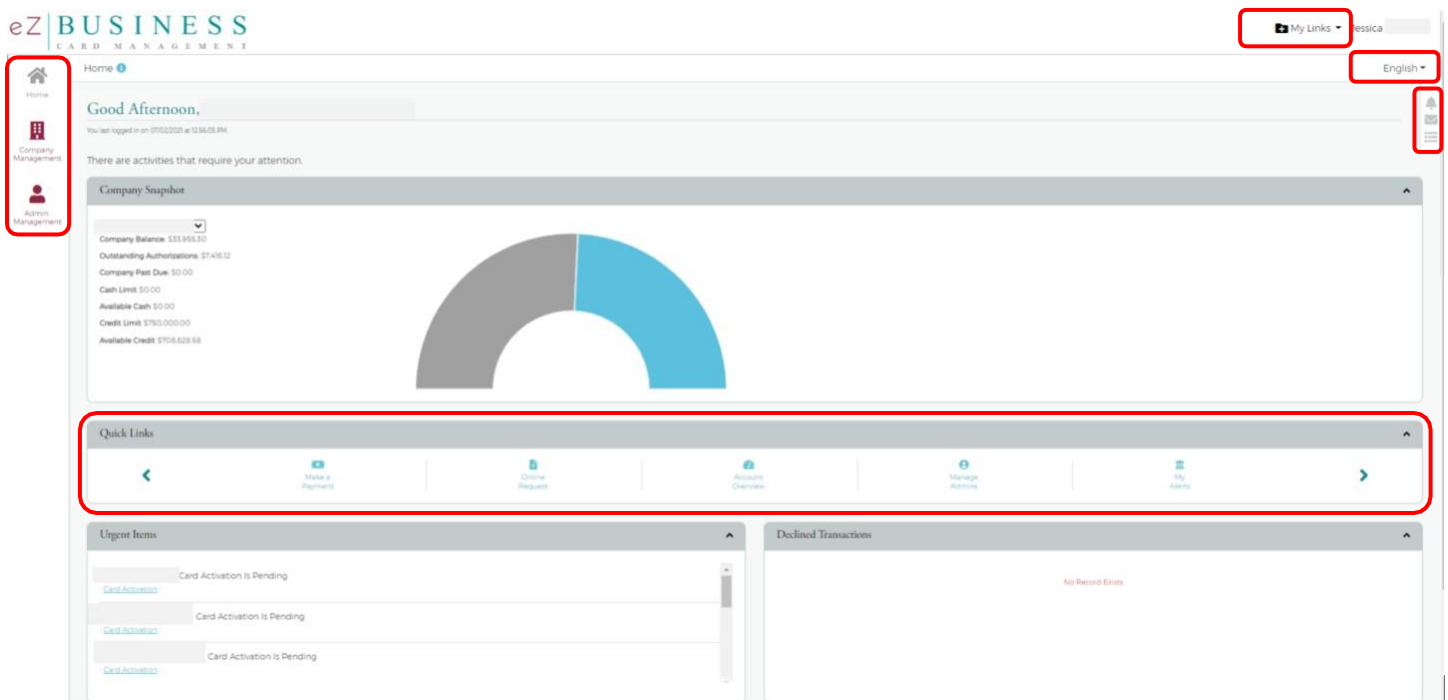 eZ BUSINESS
CARD MANAGEMENT
My Links
Jessica
Home
English
Home
Company
Management
Admin
Management
Good Afternoon,
You last logged in on 07/02/2021 at 12:56:05 PM.
There are activities that require your attention.
Company Snapshot
Company Balance: $33,955.30
Outstanding Authorizations: $7,416.12
Company Past Due: $0.00
Cash Limit: $0.00
Available Cash: $0.00
Credit Limit: $750,000.00
Available Credit: $708,628.58
Quick Links
Make a
Payment
Online
Request
Account
Overview
Manage
Admins
My
Alerts
Urgent Items
Card Activation Is Pending
Card Activation
Card Activation Is Pending
Card Activation
Card Activation Is Pending
Card Activation
Declined Transactions
No Record Exists